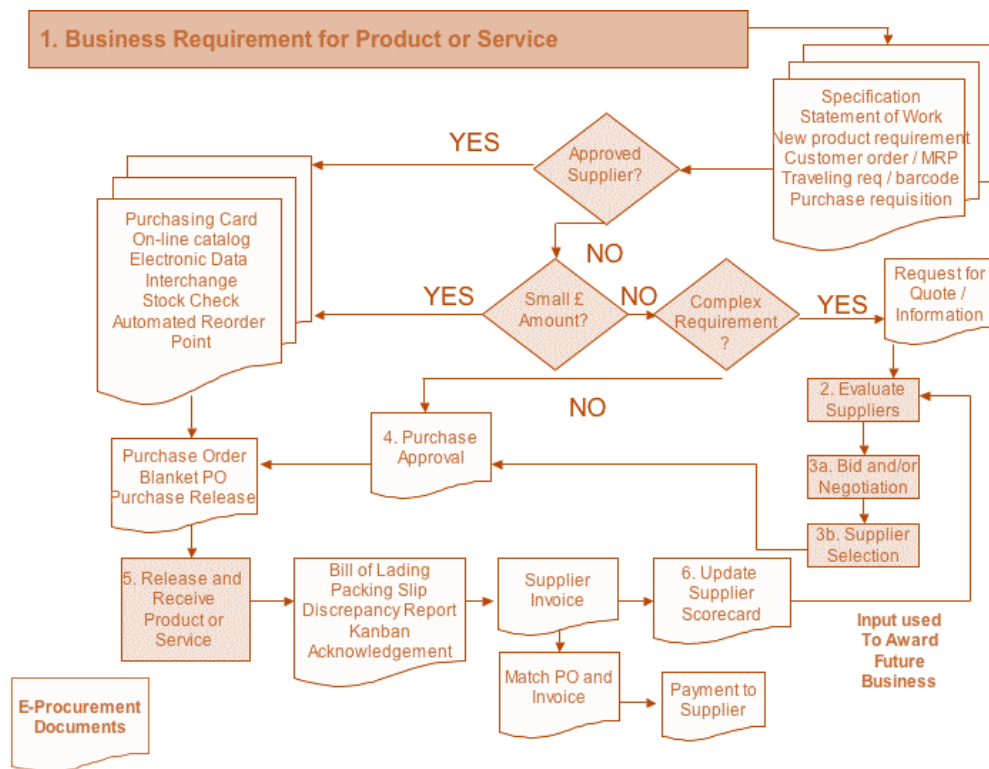 1. Business Requirement for Product or Service
Specification
Statement of Work
New product requirement
Customer order / MRP
Traveling req / barcode
Purchase requisition
Approved
Supplier?
YES
NO
Purchasing Card
On-line catalog
Electronic Data
Interchange
Stock Check
Automated Reorder
Point
YES
Small £
Amount?
NO
Complex
Requirement
?
YES
Request for
Quote /
Information
NO
2. Evaluate
Suppliers
4. Purchase
Approval
Purchase Order
Blanket PO
Purchase Release
3a. Bid and/or
Negotiation
3b. Supplier
Selection
5. Release and
Receive
Product or
Service
Bill of Lading
Packing Slip
Discrepancy Report
Kanban
Acknowledgement
Supplier
Invoice
6. Update
Supplier
Scorecard
Input used
To Award
Future
Business
Match PO and
Invoice
Payment to
Supplier
E-Procurement
Documents